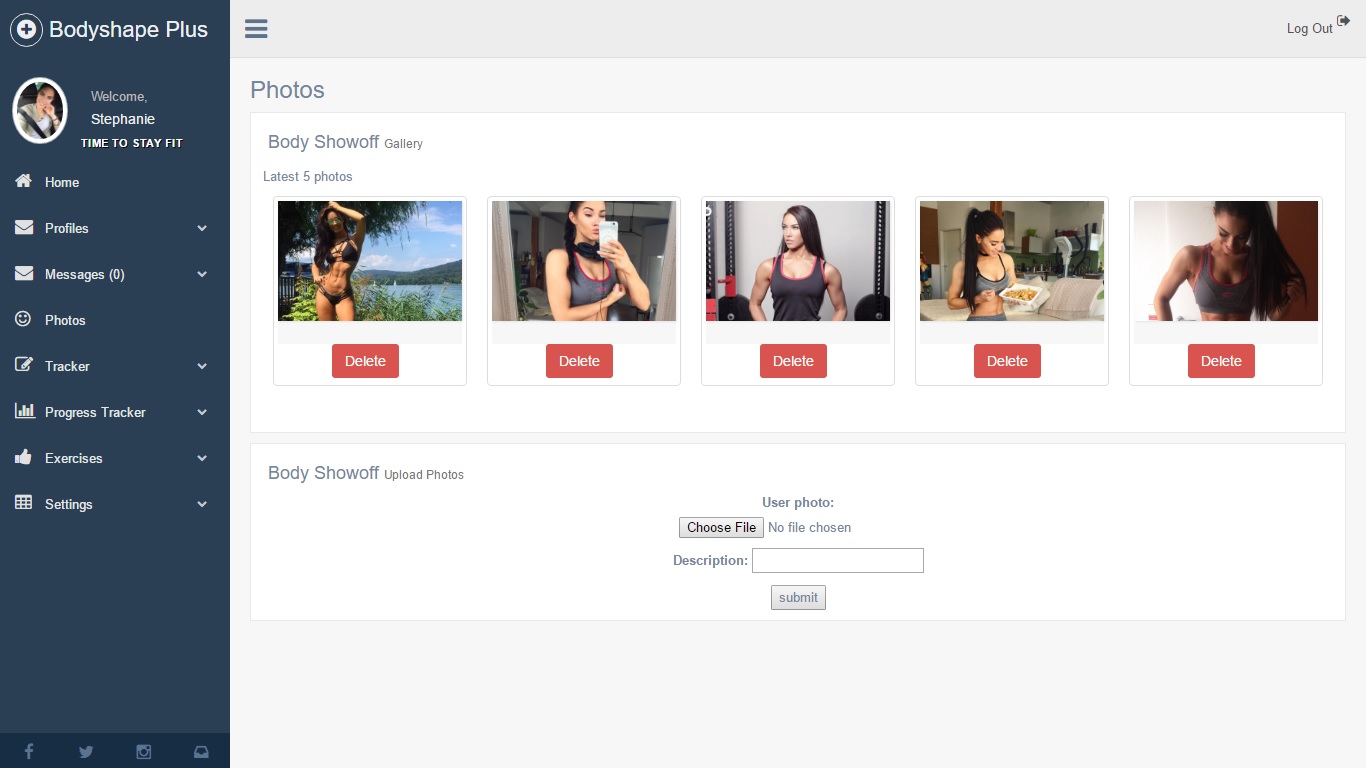 Bodyshape Plus
Log Out
Welcome,
Stephanie
TIME TO STAY FIT
Home
Profiles
Messages (0)
Photos
Tracker
Progress Tracker
Exercises
Settings
Photos
Body Showoff Gallery
Latest 5 photos
Delete Delete Delete Delete Delete
Body Showoff Upload Photos
User photo:
Choose File No file chosen
Description:
submit